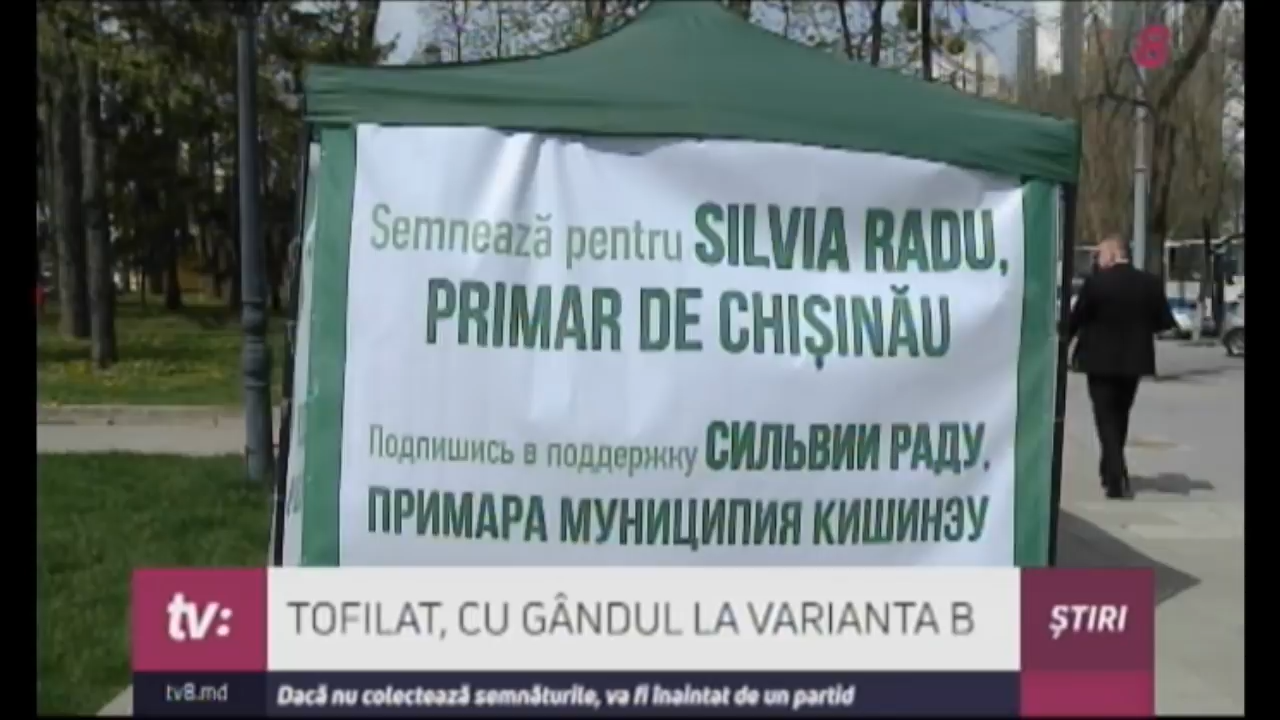 8
Semnează pentru SILVIA RADU,
PRIMAR DE CHIȘINĂU
Подпишись в поддержку СИЛЬВИИ РАДУ,
ПРИМАРА МУНИЦИПИЯ КИШИНЭУ
tv:
TOFILAT, CU GÂNDUL LA VARIANTA B
ȘTIRI
tv8.md
Dacă nu colectează semnăturile, va fi înaintat de un partid